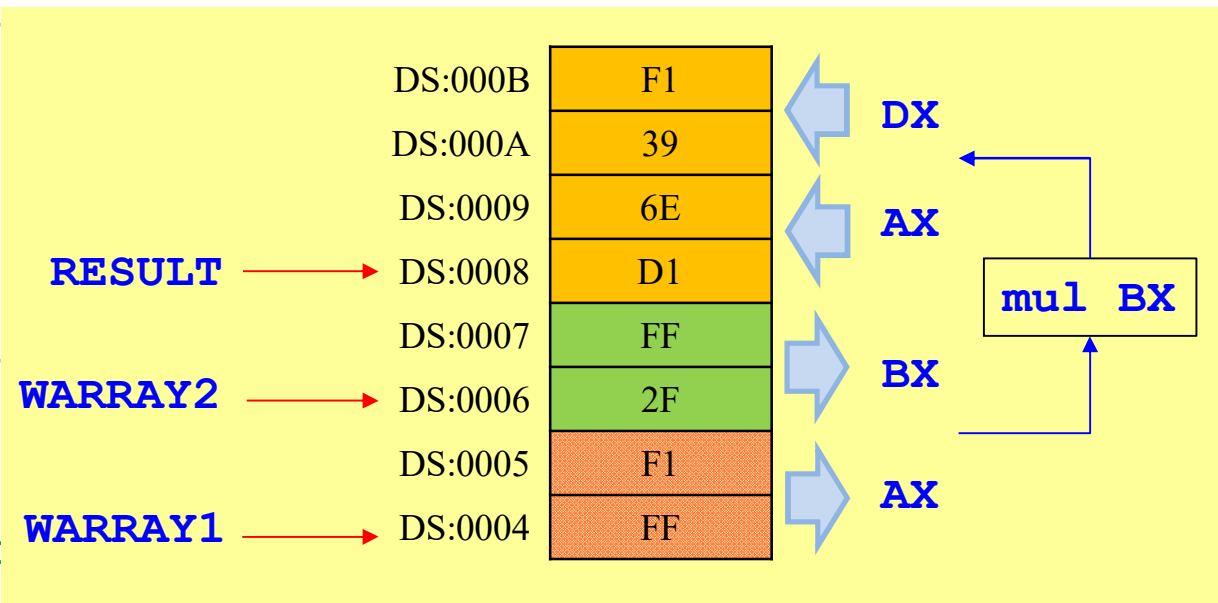 DS:000B F1
DX
DS:000A 39
DS:0009 6E
AX
RESULT DS:0008 D1
mul BX
DS:0007 FF
BX
WARRAY2 DS:0006 2F
DS:0005 F1
AX
WARRAY1 DS:0004 FF